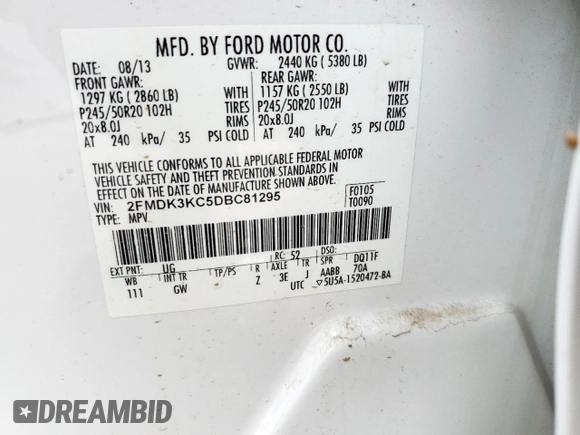 MFD. BY FORD MOTOR CO.
DATE: 08/13 GVWR: 2440 KG ( 5380 LB)
FRONT GAWR: REAR GAWR:
1297 KG ( 2860 LB) WITH 1157 KG ( 2550 LB) WITH
P245/50R20 102H TIRES P245/50R20 102H TIRES
20x8.0J RIMS 20x8.0J RIMS
AT 240 kPa/ 35 PSI COLD AT 240 kPa/ 35 PSI COLD
THIS VEHICLE CONFORMS TO ALL APPLICABLE FEDERAL MOTOR
VEHICLE SAFETY AND THEFT PREVENTION STANDARDS IN
EFFECT ON THE DATE OF MANUFACTURE SHOWN ABOVE.
VIN: 2FMDK3KC5DBC81295 F0105
TYPE: MPV T0090
RC: 52 DSO:
EXT PNT: UG
WB INT TR TP/PS R AXLE TR SPR DQ11F
111 GW Z 3E J AABB 70A
UTC ▽5U5A-1520472-BA
DREAMBID